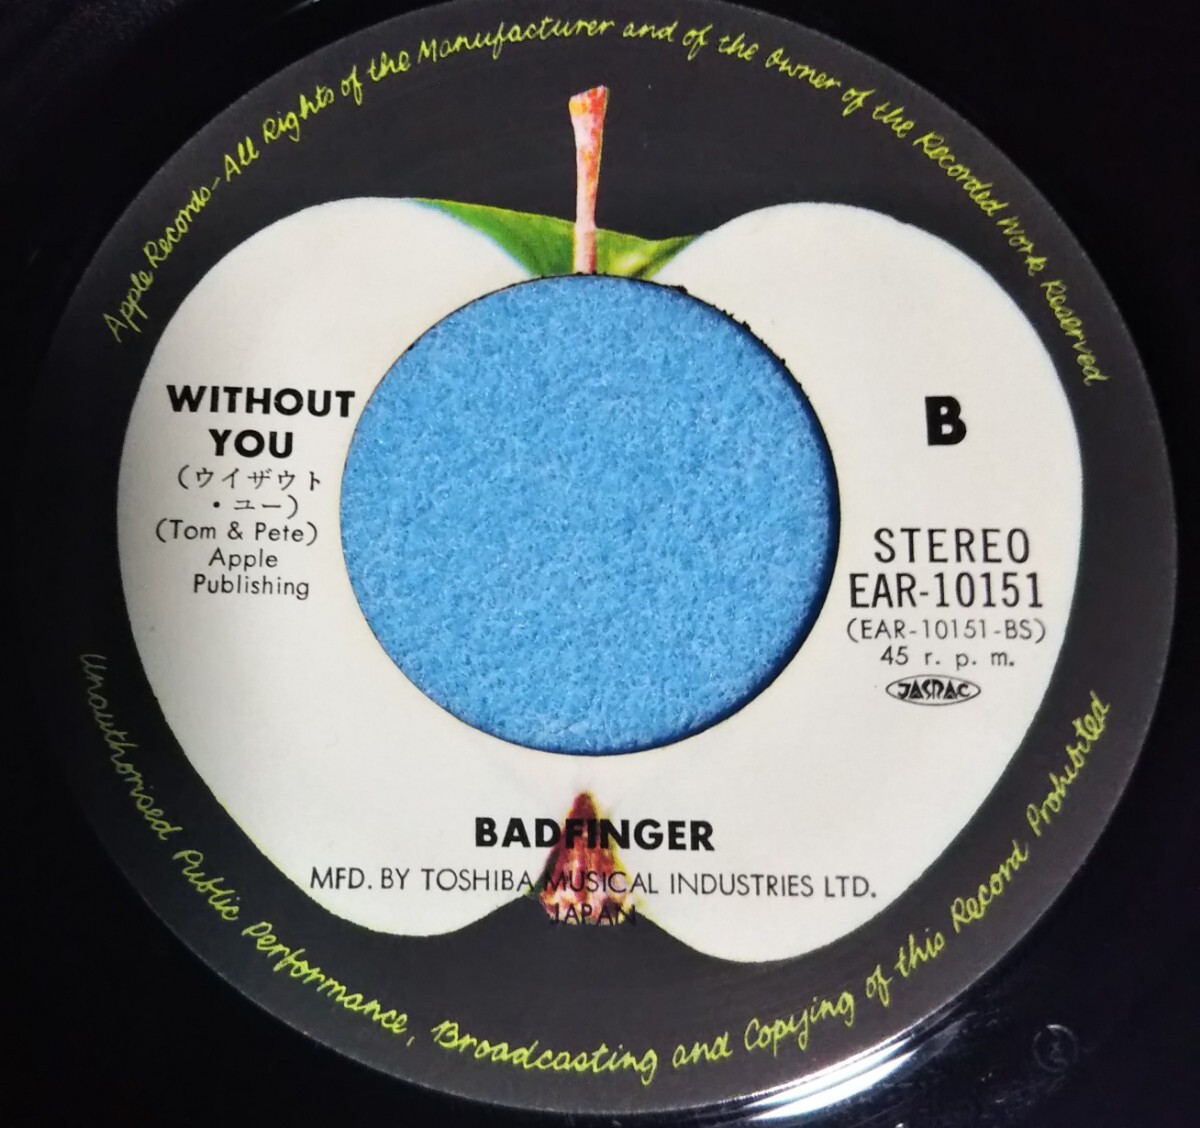 Apple Records-All Rights of the Manufacturer and of the Owner of the Recorded Work Reserved
WITHOUT
YOU
(ウイザウト
・ユー)
(Tom & Pete)
Apple
Publishing
B
STEREO
EAR-10151
(EAR-10151-BS)
45 r. p. m.
JASRAC
BADFINGER
MFD. BY TOSHIBA MUSICAL INDUSTRIES LTD.
JAPAN
Unauthorised Public Performance, Broadcasting and Copying of this Record Prohibited